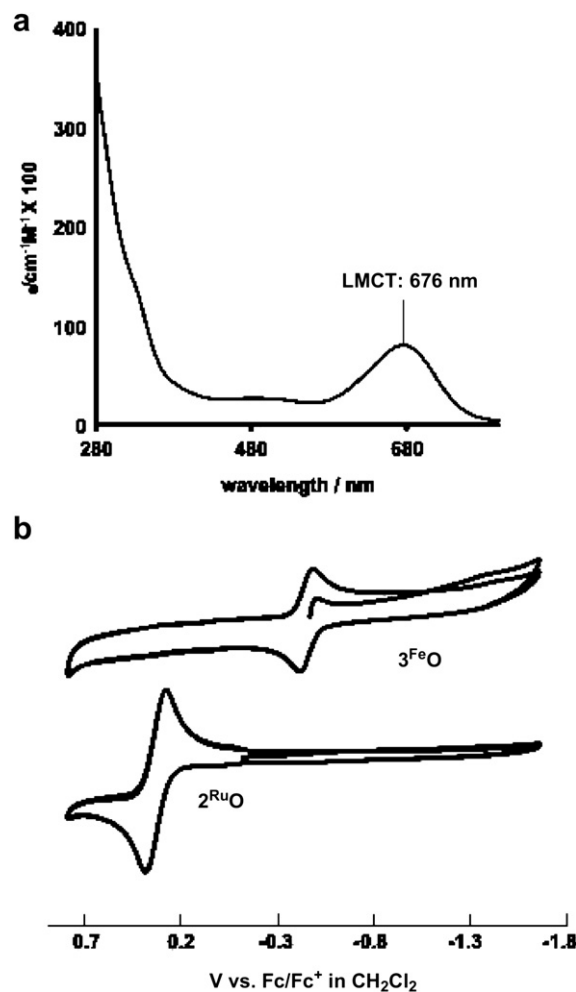 a
400
300
200
100
0
ε/cm⁻¹M⁻¹ X 100
LMCT: 676 nm
280
480
680
wavelength / nm
b
3ᶠᵉO
2ᴿᵘO
0.7 0.2 -0.3 -0.8 -1.3 -1.8
V vs. Fc/Fc⁺ in CH₂Cl₂